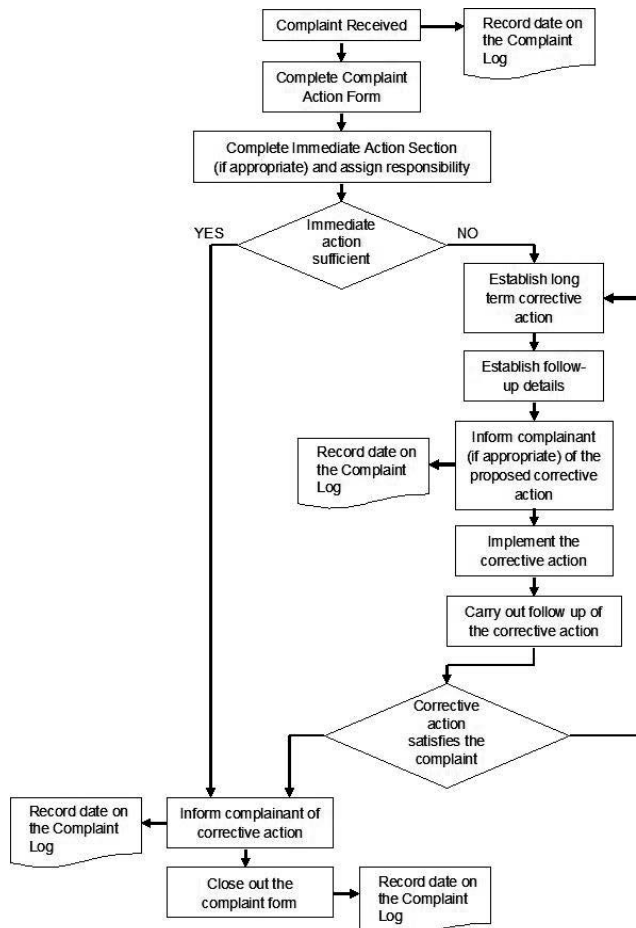 Complaint Received
Record date on
the Complaint
Log
Complete Complaint
Action Form
Complete Immediate Action Section
(if appropriate) and assign responsibility
YES
Immediate
action
sufficient
NO
Establish long
term corrective
action
Establish follow-
up details
Inform complainant
(if appropriate) of the
proposed corrective
action
Record date on
the Complaint
Log
Implement the
corrective action
Carry out follow up of
the corrective action
Corrective
action
satisfies the
complaint
Inform complainant of
corrective action
Record date on
the Complaint
Log
Close out the
complaint form
Record date on
the Complaint
Log